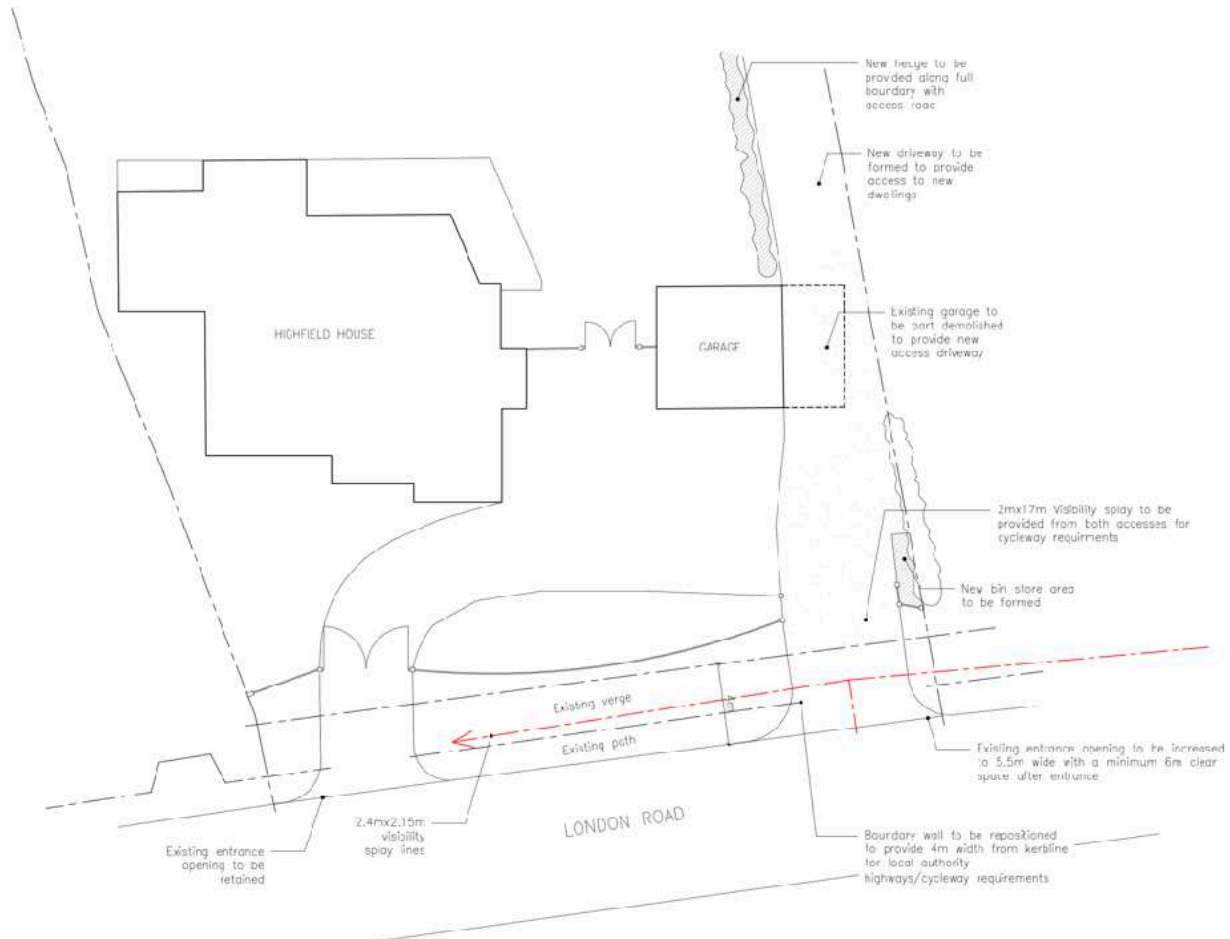 New hedge to be
provided along full
boundary with
access road
New driveway to be
formed to provide
access to new
dwellings
HIGHFIELD HOUSE
GARAGE
Existing garage to
be part demolished
to provide new
access driveway
2mx17m Visibility splay to be
provided from both accesses for
cycleway requirments
New bin store area
to be formed
Existing verge
Existing path
Existing entrance opening to be increased
to 5.5m wide with a minimum 6m clear
space after entrance
2.4mx2.15m
visibility
splay lines
LONDON ROAD
Existing entrance
opening to be
retained
Boundary wall to be repositioned
to provide 4m width from kerbline
for local authority
highways/cycleway requirements